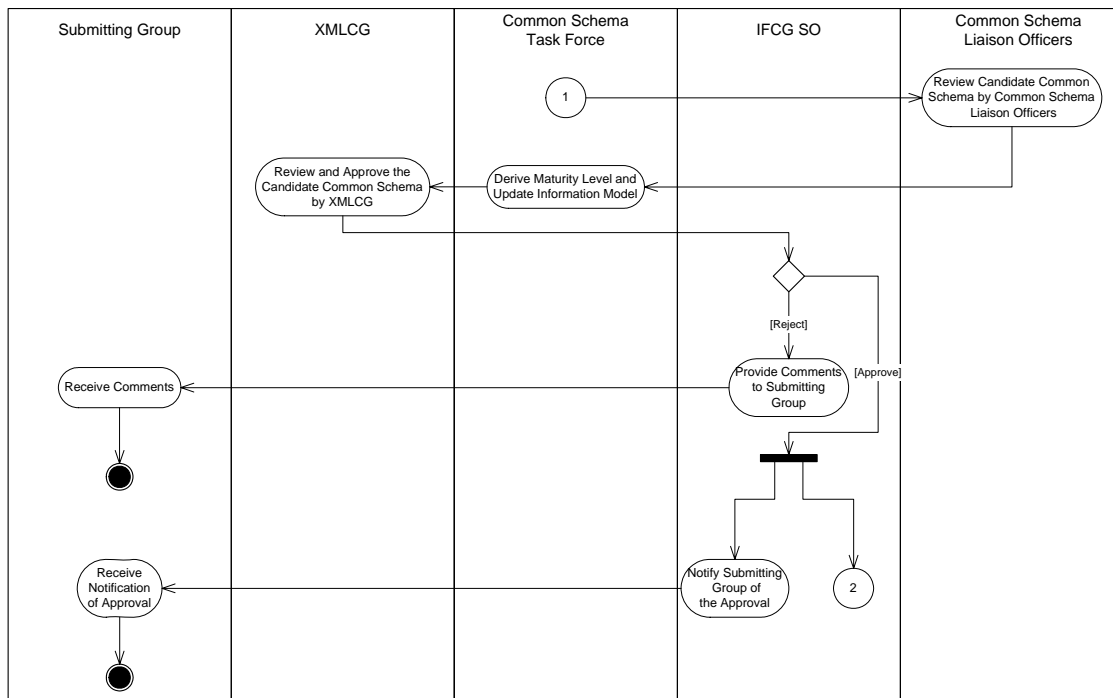 Submitting Group
XMLCG
Common Schema
Task Force
IFCG SO
Common Schema
Liaison Officers
1
Review Candidate Common
Schema by Common Schema
Liaison Officers
Review and Approve the
Candidate Common Schema
by XMLCG
Derive Maturity Level and
Update Information Model
[Reject]
[Approve]
Receive Comments
Provide Comments
to Submitting
Group
Receive
Notification
of Approval
Notify Submitting
Group of
the Approval
2